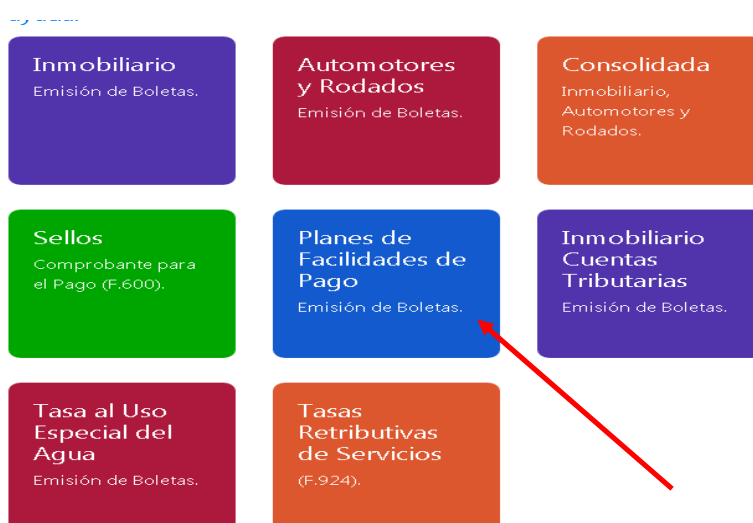 Inmobiliario
Emisión de Boletas.
Automotores
y Rodados
Emisión de Boletas.
Consolidada
Inmobiliario,
Automotores y
Rodados.
Sellos
Comprobante para
el Pago (F.600).
Planes de
Facilidades de
Pago
Emisión de Boletas.
Inmobiliario
Cuentas
Tributarias
Emisión de Boletas.
Tasa al Uso
Especial del
Agua
Emisión de Boletas.
Tasas
Retributivas
de Servicios
(F.924).